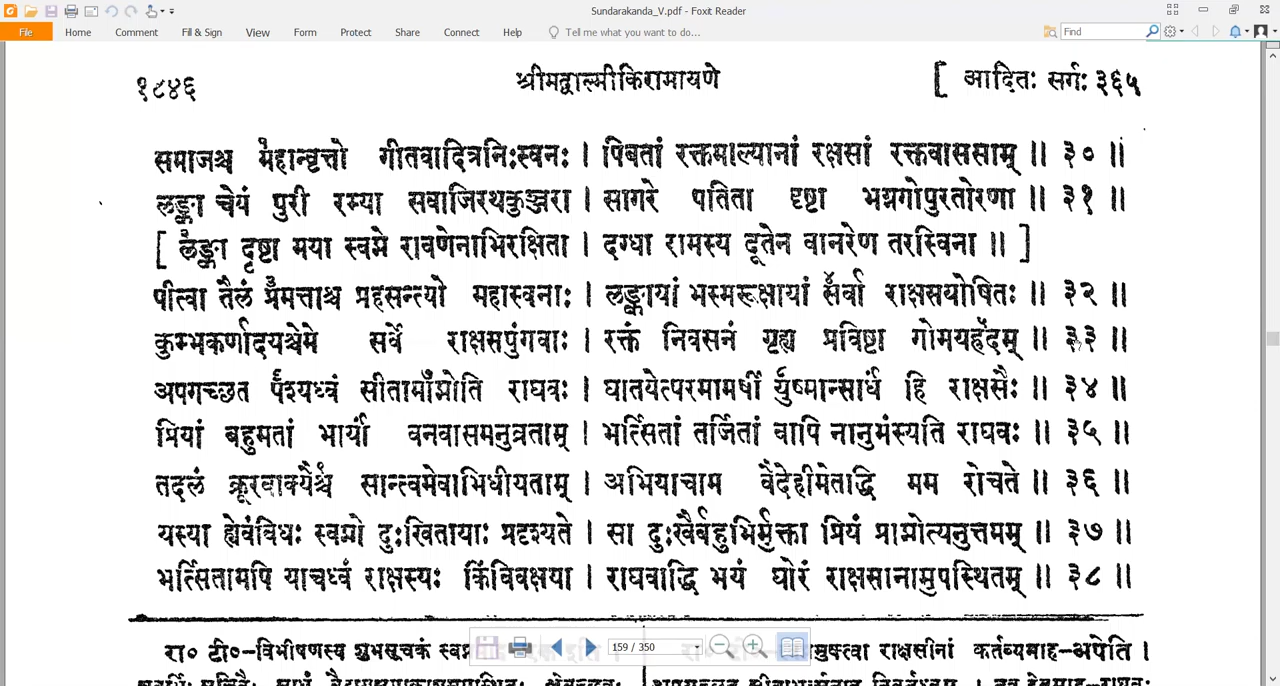 Sundarakanda_V.pdf - Foxit Reader
File Home Comment Fill & Sign View Form Protect Share Connect Help Tell me what you want to do... Find
१८४६ श्रीमद्वाल्मीकिरामायणे [ आदितः सर्गः ३६५
समाजश्च महान्वृत्तो गीतवादित्रनिःस्वनः । पिबतां रक्तमाल्यानां रक्षसां रक्तवाससाम् ॥ ३० ॥
लङ्का चेयं पुरी रम्या सवाजिरथकुञ्जरा । सागरे पतिता दृष्टा भग्नगोपुरतोरणा ॥ ३१ ॥
[ लङ्का दृष्टा मया स्वप्ने रावणेनाभिरक्षिता । दग्धा रामस्य दूतेन वानरेण तरस्विना ॥ ]
पीत्वा तैलं प्रमत्ताश्च प्रहसन्त्यो महास्वनाः । लङ्कायां भस्मरूक्षायां सर्वा राक्षसयोषितः ॥ ३२ ॥
कुम्भकर्णादयश्चेमे सर्वे राक्षसपुंगवाः । रक्तं निवसनं गृह्य प्रविष्टा गोमयह्रदम् ॥ ३३ ॥
अपगच्छत पश्यध्वं सीतामाप्नोति राघवः । घातयेत्परमामर्षी युष्मान्सार्धं हि राक्षसैः ॥ ३४ ॥
प्रियां बहुमतां भार्यां वनवासमनुव्रताम् । भर्त्सितां तर्जितां वापि नानुमंस्यति राघवः ॥ ३५ ॥
तदलं क्रूरवाक्यैश्च सान्त्वमेवाभिधीयताम् । अभियाचाम वैदेहीमेतद्धि मम रोचते ॥ ३६ ॥
यस्या ह्येवंविधः स्वप्नो दुःखितायाः प्रदृश्यते । सा दुःखैर्बहुभिर्मुक्ता प्रियं प्राप्नोत्यनुत्तमम् ॥ ३७ ॥
भर्त्सितामपि याचध्वं राक्षस्यः किंविवक्षया । राघवाद्धि भयं घोरं राक्षसानामुपस्थितम् ॥ ३८ ॥
रा० टी०-विभीषणस्य शुभसूचकं राक्षसीनां कर्तव्यमाह-अपेति ।
159 / 350